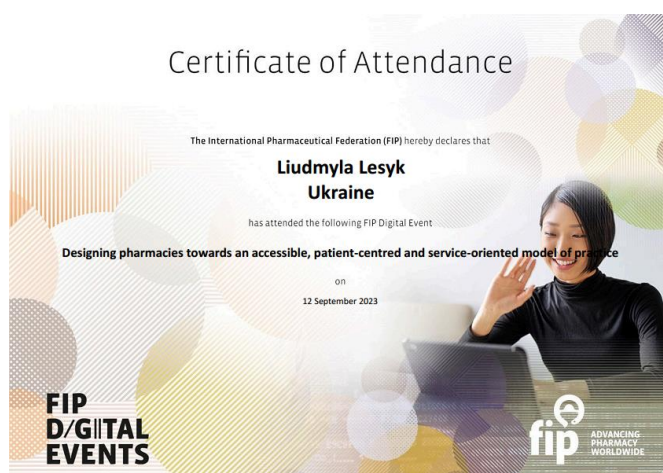 Certificate of Attendance
The International Pharmaceutical Federation (FIP) hereby declares that
Liudmyla Lesyk
Ukraine
has attended the following FIP Digital Event
Designing pharmacies towards an accessible, patient-centred and service-oriented model of practice
on
12 September 2023
FIP
D/GIITAL
EVENTS
fip
ADVANCING
PHARMACY
WORLDWIDE